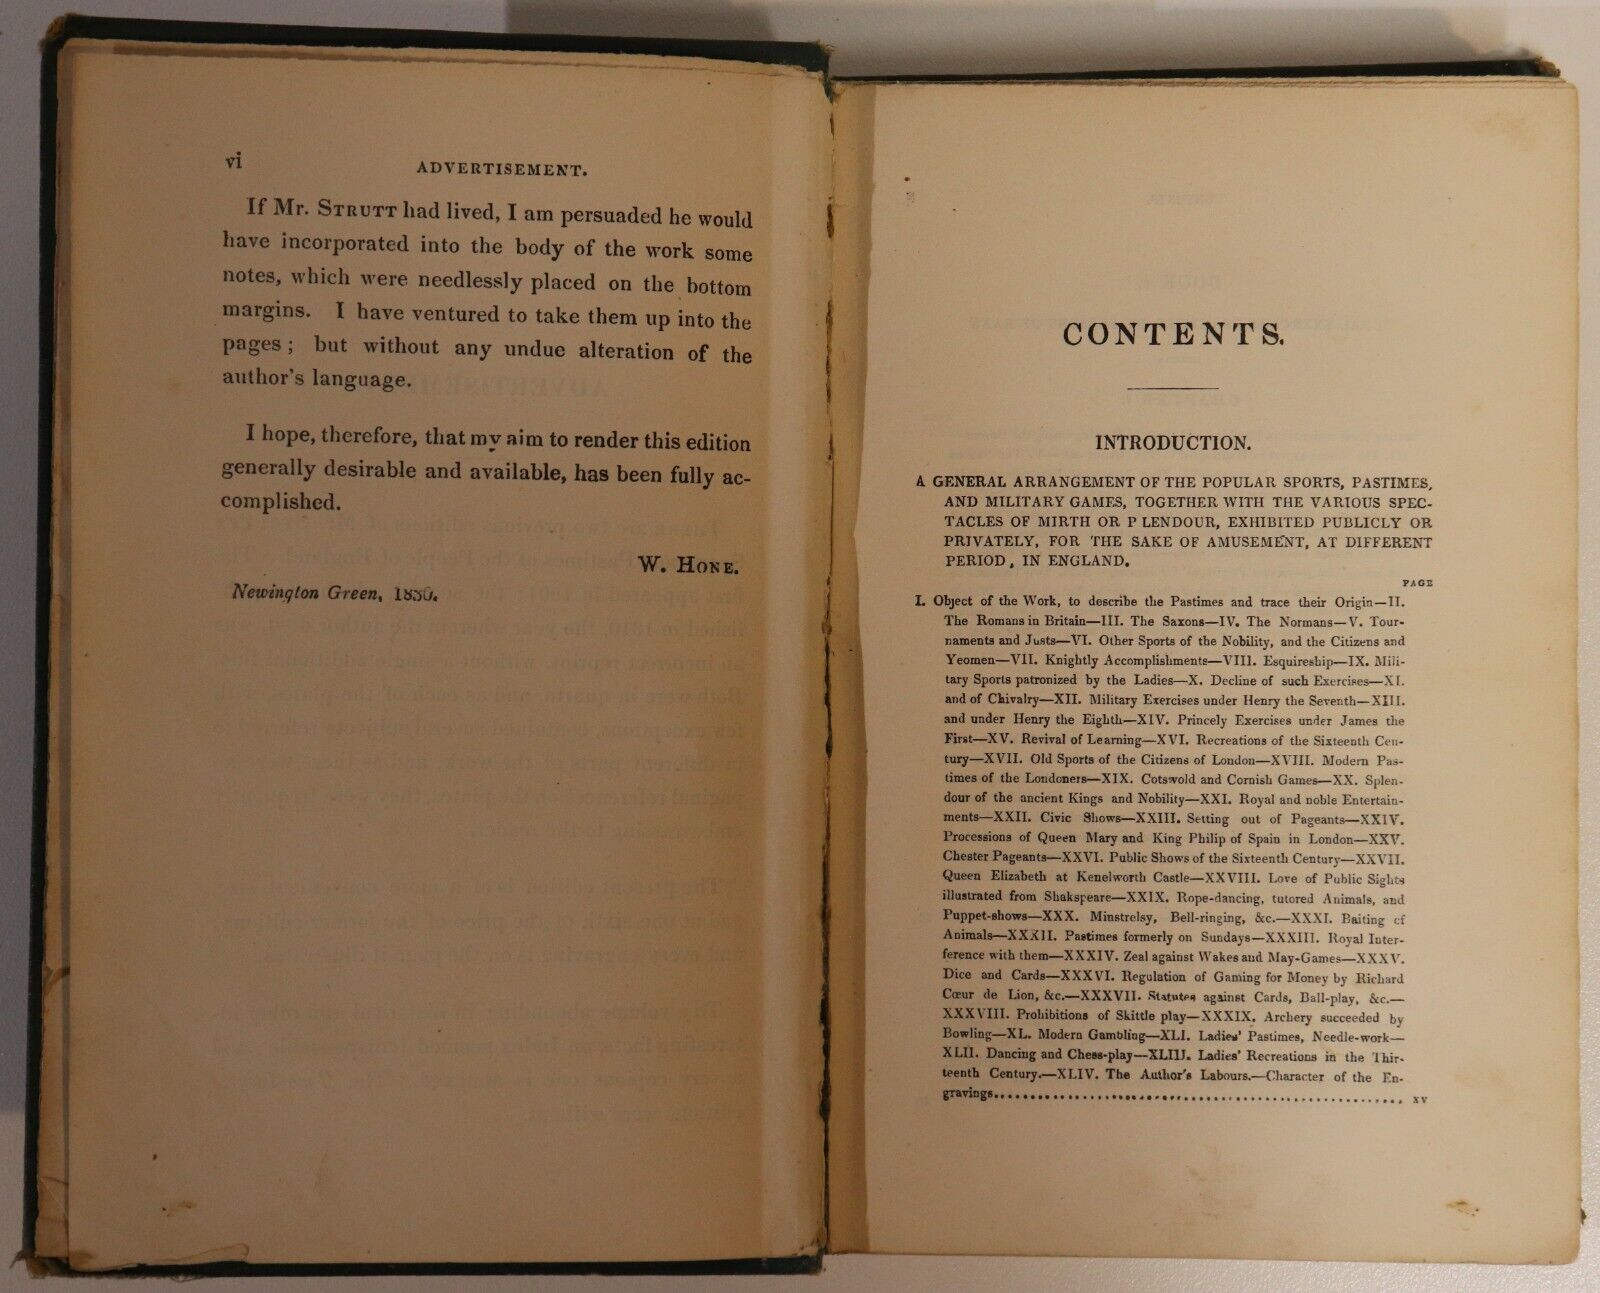 vi
ADVERTISEMENT.
If Mr. STRUTT had lived, I am persuaded he would
have incorporated into the body of the work some
notes, which were needlessly placed on the bottom
margins. I have ventured to take them up into the
pages; but without any undue alteration of the
author's language.
I hope, therefore, that my aim to render this edition
generally desirable and available, has been fully ac-
complished.
W. HONE.
Newington Green, 1830.
CONTENTS.
INTRODUCTION.
A GENERAL ARRANGEMENT OF THE POPULAR SPORTS, PASTIMES,
AND MILITARY GAMES, TOGETHER WITH THE VARIOUS SPEC-
TACLES OF MIRTH OR P LENDOUR, EXHIBITED PUBLICLY OR
PRIVATELY, FOR THE SAKE OF AMUSEMENT, AT DIFFERENT
PERIOD , IN ENGLAND.
PAGE
I. Object of the Work, to describe the Pastimes and trace their Origin—II.
The Romans in Britain—III. The Saxons—IV. The Normans—V. Tour-
naments and Justs—VI. Other Sports of the Nobility, and the Citizens and
Yeomen—VII. Knightly Accomplishments—VIII. Esquireship—IX. Mili-
tary Sports patronized by the Ladies—X. Decline of such Exercises—XI.
and of Chivalry—XII. Military Exercises under Henry the Seventh—XIII.
and under Henry the Eighth—XIV. Princely Exercises under James the
First—XV. Revival of Learning—XVI. Recreations of the Sixteenth Cen-
tury—XVII. Old Sports of the Citizens of London—XVIII. Modern Pas-
times of the Londoners—XIX. Cotswold and Cornish Games—XX. Splen-
dour of the ancient Kings and Nobility—XXI. Royal and noble Entertain-
ments—XXII. Civic Shows—XXIII. Setting out of Pageants—XXIV.
Processions of Queen Mary and King Philip of Spain in London—XXV.
Chester Pageants—XXVI. Public Shows of the Sixteenth Century—XXVII.
Queen Elizabeth at Kenelworth Castle—XXVIII. Love of Public Sights
illustrated from Shakspeare—XXIX. Rope-dancing, tutored Animals, and
Puppet-shows—XXX. Minstrelsy, Bell-ringing, &c.—XXXI. Baiting of
Animals—XXXII. Pastimes formerly on Sundays—XXXIII. Royal Inter-
ference with them—XXXIV. Zeal against Wakes and May-Games—XXXV.
Dice and Cards—XXXVI. Regulation of Gaming for Money by Richard
Cœur de Lion, &c.—XXXVII. Statutes against Cards, Ball-play, &c.—
XXXVIII. Prohibitions of Skittle play—XXXIX. Archery succeeded by
Bowling—XL. Modern Gambling—XLI. Ladies' Pastimes, Needle-work—
XLII. Dancing and Chess-play—XLIII. Ladies' Recreations in the Thir-
teenth Century.—XLIV. The Author's Labours.—Character of the En-
gravings.................................................. xv